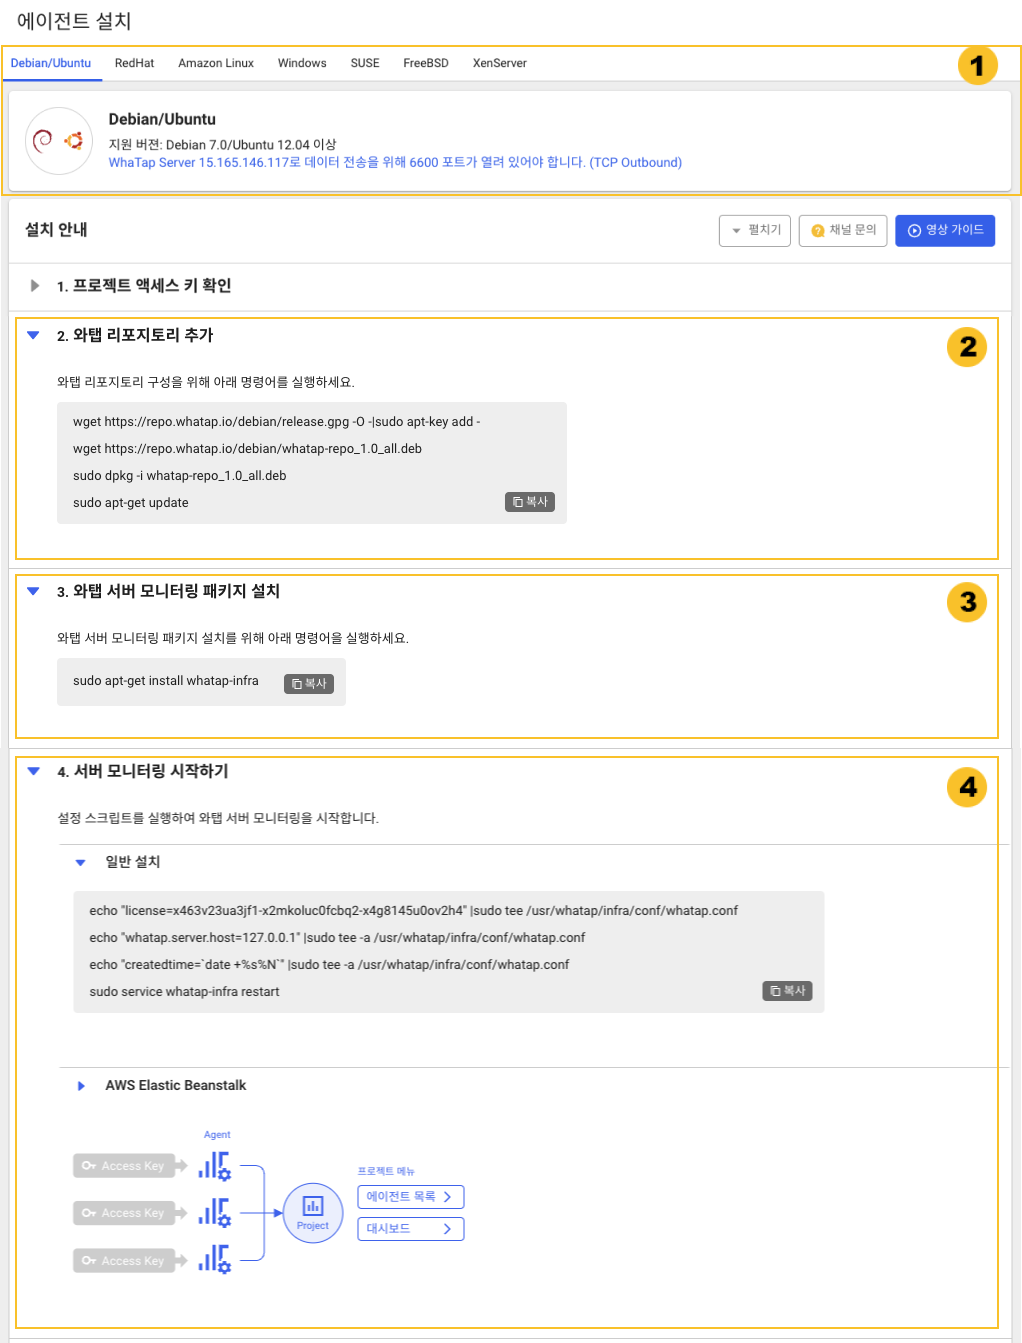 에이전트 설치
Debian/Ubuntu RedHat Amazon Linux Windows SUSE FreeBSD XenServer
1
Debian/Ubuntu
지원 버젼: Debian 7.0/Ubuntu 12.04 이상
WhaTap Server 15.165.146.117로 데이터 전송을 위해 6600 포트가 열려 있어야 합니다. (TCP Outbound)
설치 안내
펼치기 채널 문의 영상 가이드
1. 프로젝트 액세스 키 확인
2. 와탭 리포지토리 추가
2
와탭 리포지토리 구성을 위해 아래 명령어를 실행하세요.
wget https://repo.whatap.io/debian/release.gpg -O -|sudo apt-key add -
wget https://repo.whatap.io/debian/whatap-repo_1.0_all.deb
sudo dpkg -i whatap-repo_1.0_all.deb
sudo apt-get update
복사
3. 와탭 서버 모니터링 패키지 설치
3
와탭 서버 모니터링 패키지 설치를 위해 아래 명령어을 실행하세요.
sudo apt-get install whatap-infra
복사
4. 서버 모니터링 시작하기
4
설정 스크립트를 실행하여 와탭 서버 모니터링을 시작합니다.
일반 설치
echo "license=x463v23ua3jf1-x2mkoluc0fcbq2-x4g8145u0ov2h4" |sudo tee /usr/whatap/infra/conf/whatap.conf
echo "whatap.server.host=127.0.0.1" |sudo tee -a /usr/whatap/infra/conf/whatap.conf
echo "createdtime=`date +%s%N`" |sudo tee -a /usr/whatap/infra/conf/whatap.conf
sudo service whatap-infra restart
복사
AWS Elastic Beanstalk
Agent
Access Key
Access Key
Access Key
Project
프로젝트 메뉴
에이전트 목록
대시보드